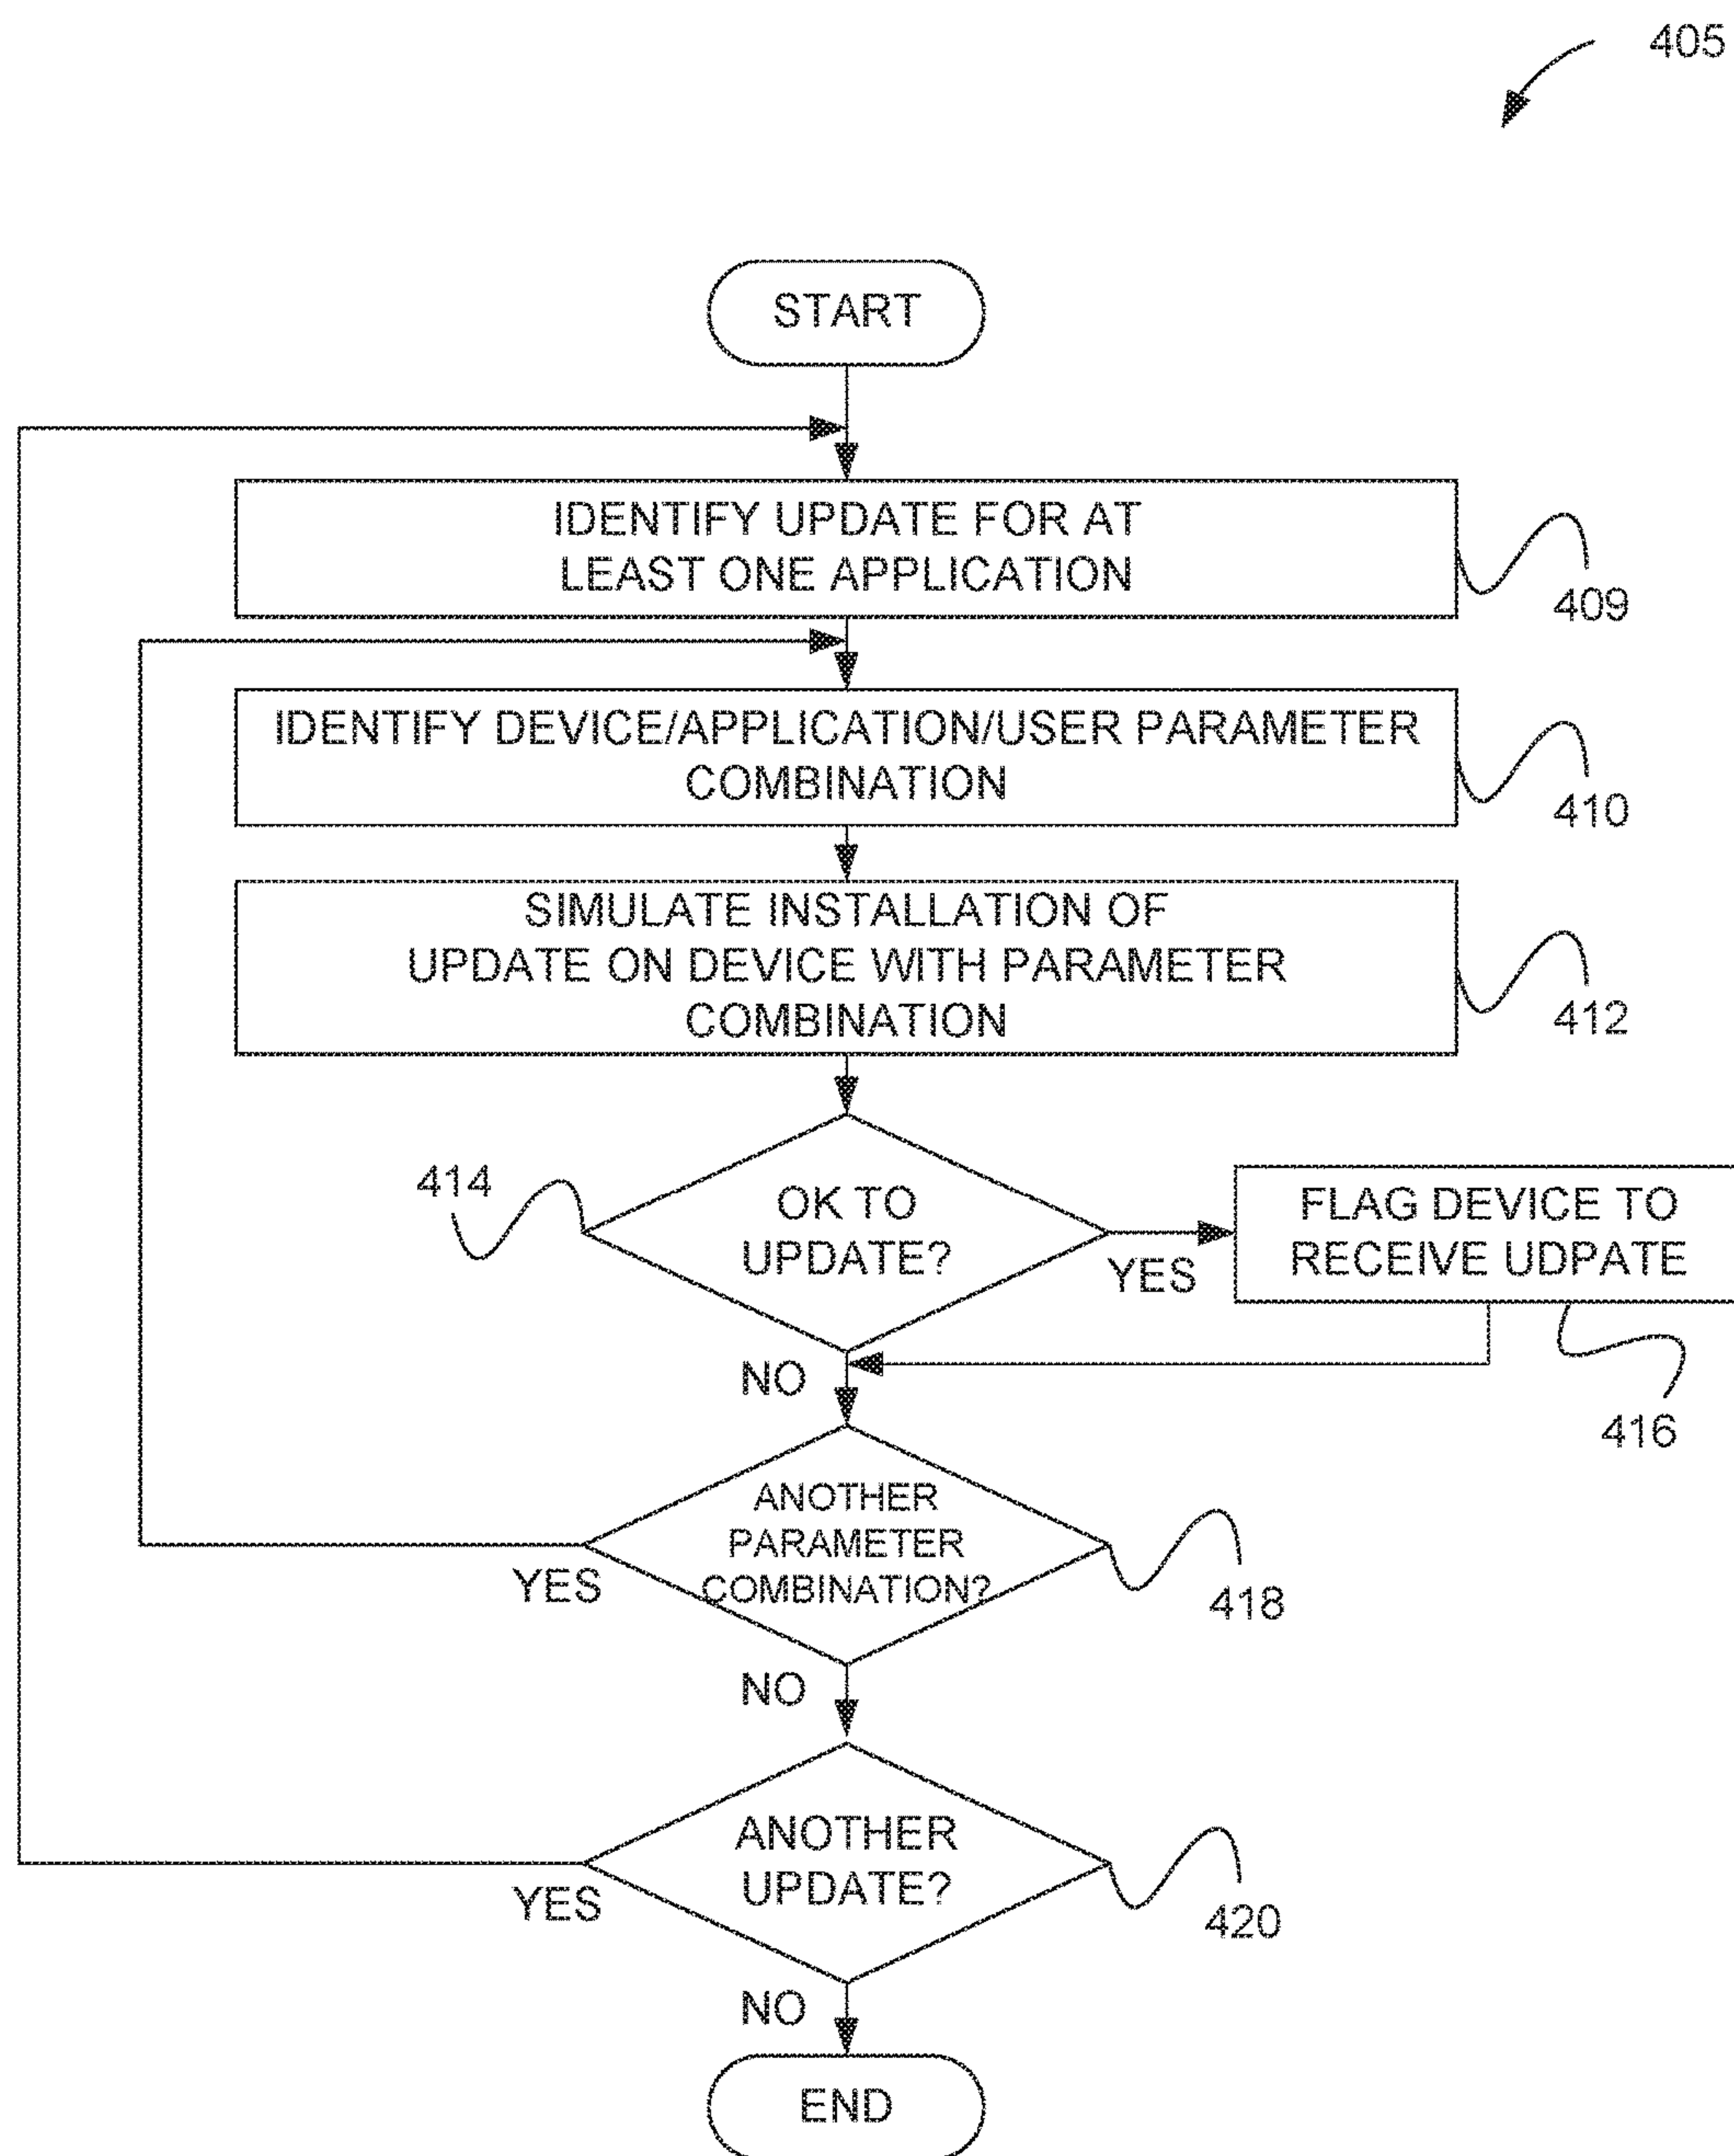 405
START
IDENTIFY UPDATE FOR AT
LEAST ONE APPLICATION
409
IDENTIFY DEVICE/APPLICATION/USER PARAMETER
COMBINATION
410
SIMULATE INSTALLATION OF
UPDATE ON DEVICE WITH PARAMETER
COMBINATION
412
414
OK TO
UPDATE?
YES
FLAG DEVICE TO
RECEIVE UDPATE
416
NO
ANOTHER
PARAMETER
COMBINATION?
YES
418
NO
ANOTHER
UPDATE?
YES
420
NO
END